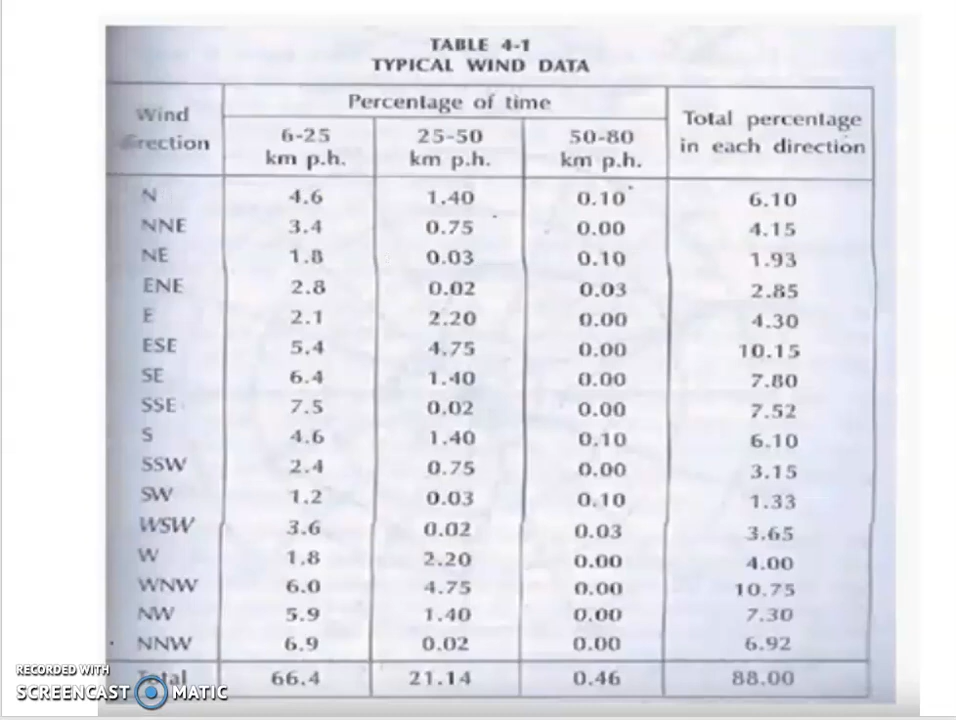 TABLE 4-1
TYPICAL WIND DATA
Wind direction Percentage of time Total percentage in each direction
6-25 km p.h. 25-50 km p.h. 50-80 km p.h.
N 4.6 1.40 0.10 6.10
NNE 3.4 0.75 0.00 4.15
NE 1.8 0.03 0.10 1.93
ENE 2.8 0.02 0.03 2.85
E 2.1 2.20 0.00 4.30
ESE 5.4 4.75 0.00 10.15
SE 6.4 1.40 0.00 7.80
SSE 7.5 0.02 0.00 7.52
S 4.6 1.40 0.10 6.10
SSW 2.4 0.75 0.00 3.15
SW 1.2 0.03 0.10 1.33
WSW 3.6 0.02 0.03 3.65
W 1.8 2.20 0.00 4.00
WNW 6.0 4.75 0.00 10.75
NW 5.9 1.40 0.00 7.30
NNW 6.9 0.02 0.00 6.92
Total 66.4 21.14 0.46 88.00
RECORDED WITH
SCREENCAST MATIC